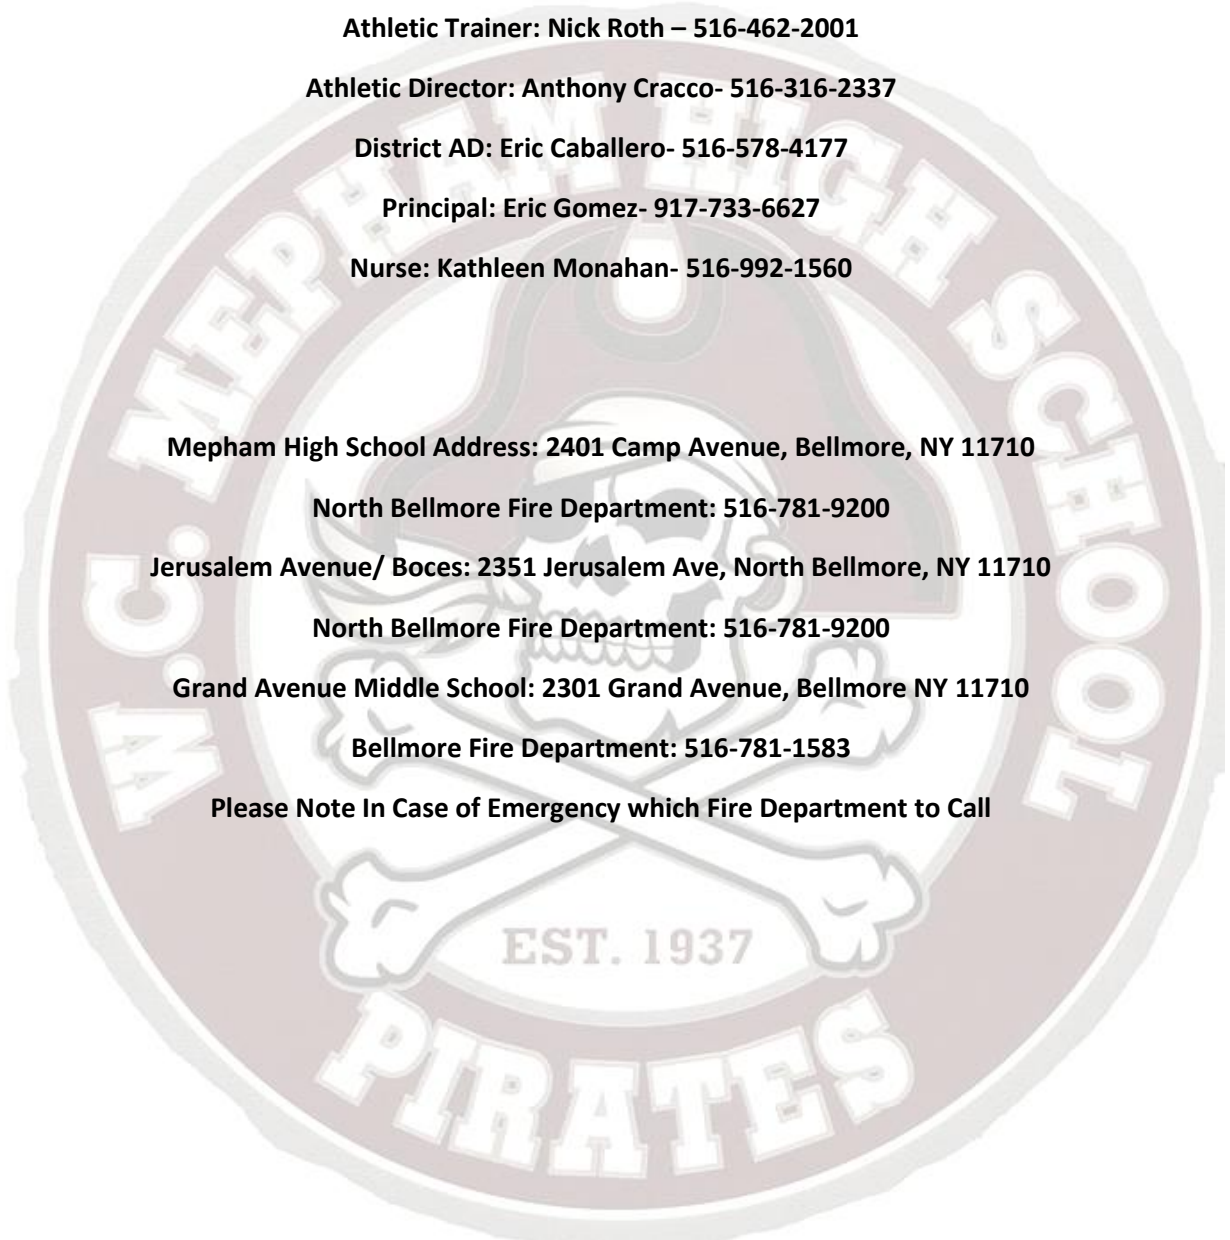 Athletic Trainer: Nick Roth – 516-462-2001
Athletic Director: Anthony Cracco- 516-316-2337
District AD: Eric Caballero- 516-578-4177
Principal: Eric Gomez- 917-733-6627
Nurse: Kathleen Monahan- 516-992-1560
Mepham High School Address: 2401 Camp Avenue, Bellmore, NY 11710
North Bellmore Fire Department: 516-781-9200
Jerusalem Avenue/ Boces: 2351 Jerusalem Ave, North Bellmore, NY 11710
North Bellmore Fire Department: 516-781-9200
Grand Avenue Middle School: 2301 Grand Avenue, Bellmore NY 11710
Bellmore Fire Department: 516-781-1583
Please Note In Case of Emergency which Fire Department to Call
W.C. MEPHAM HIGH SCHOOL
EST. 1937
PIRATES